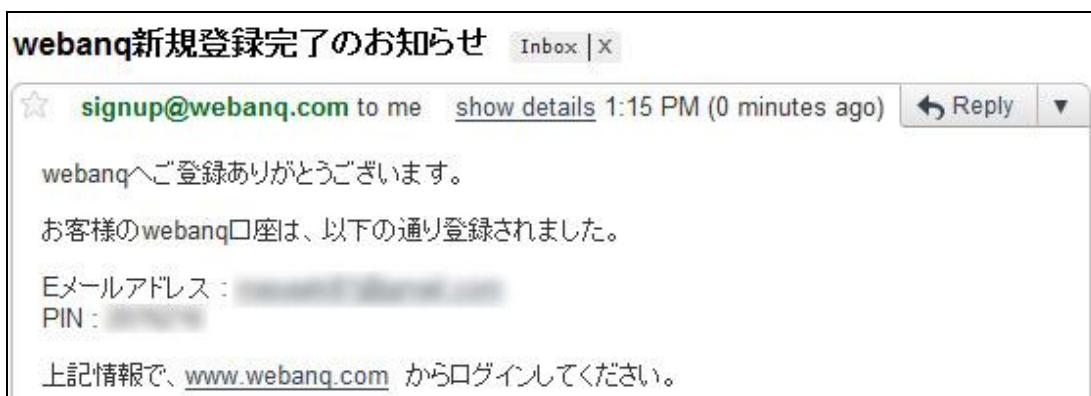 webanq新規登録完了のお知らせ Inbox | X
signup@webanq.com to me show details 1:15 PM (0 minutes ago) Reply
webanqへご登録ありがとうございます。
お客様のwebanq口座は、以下の通り登録されました。
Eメールアドレス :
PIN :
上記情報で、www.webanq.com からログインしてください。